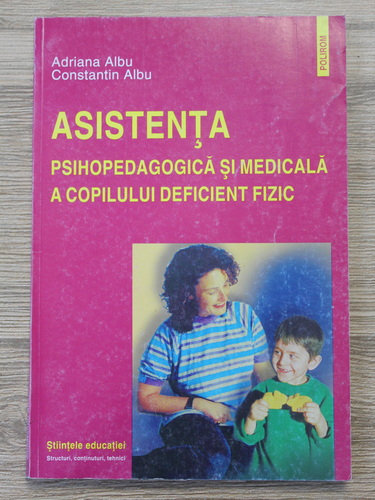 Adriana Albu
Constantin Albu
POLIROM
ASISTENȚA
PSIHOPEDAGOGICĂ ȘI MEDICALĂ
A COPILULUI DEFICIENT FIZIC
Științele educației
Structuri, conținuturi, tehnici